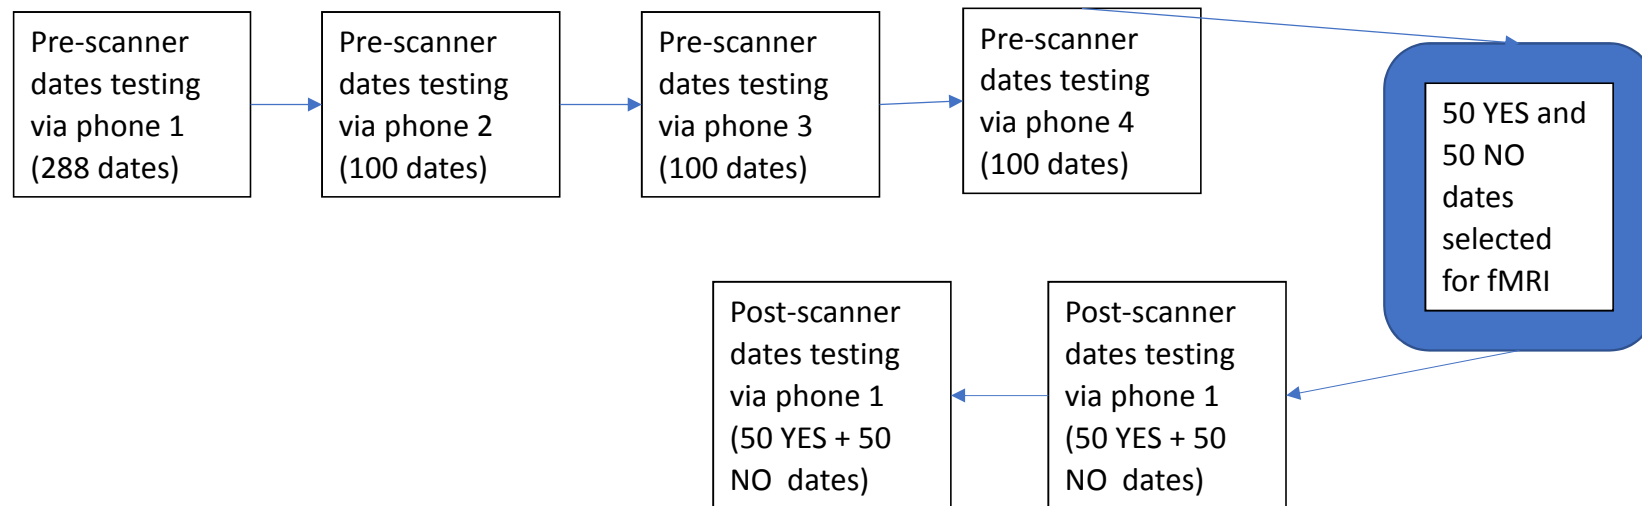 Pre-scanner
dates testing
via phone 1
(288 dates)
Pre-scanner
dates testing
via phone 2
(100 dates)
Pre-scanner
dates testing
via phone 3
(100 dates)
Pre-scanner
dates testing
via phone 4
(100 dates)
50 YES and
50 NO
dates
selected
for fMRI
Post-scanner
dates testing
via phone 1
(50 YES + 50
NO  dates)
Post-scanner
dates testing
via phone 1
(50 YES + 50
NO  dates)